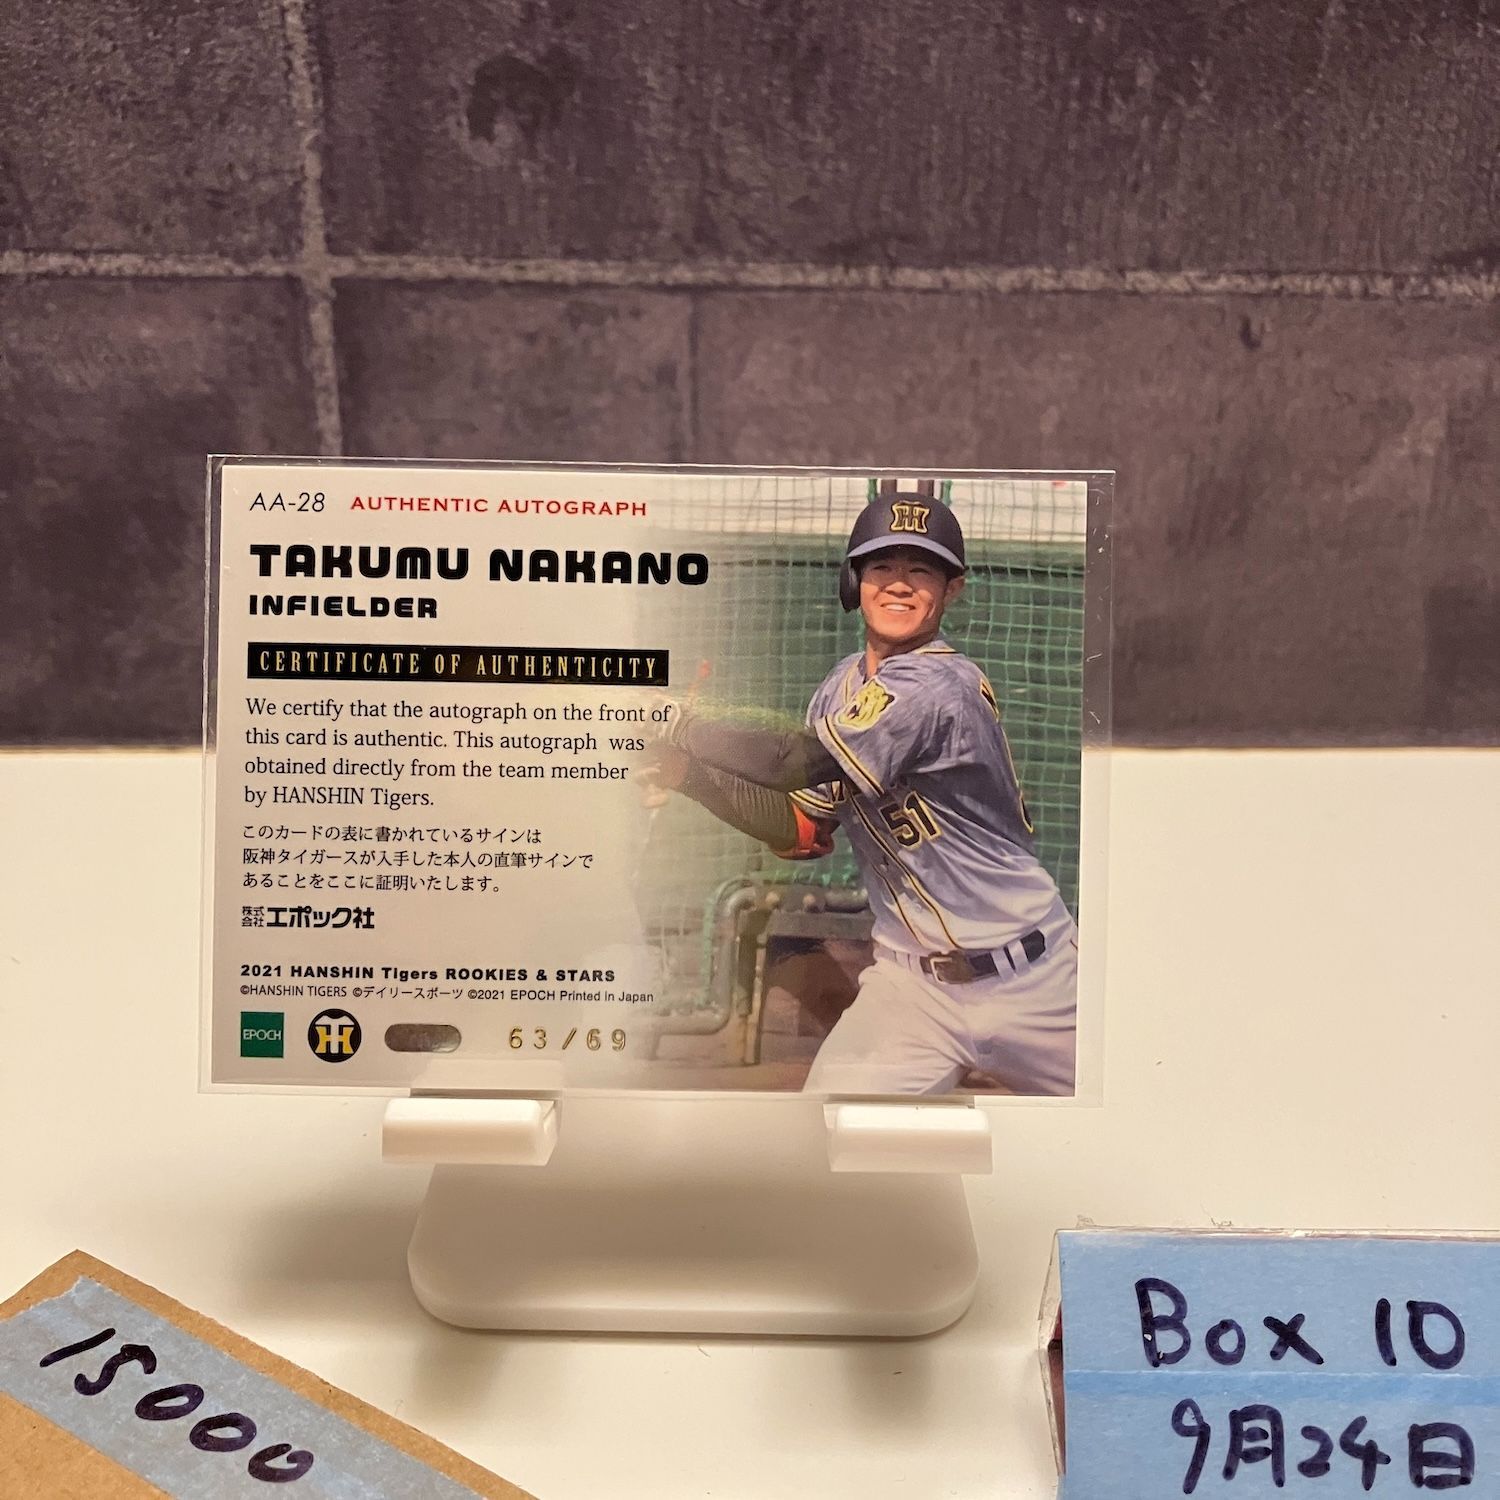 AA-28 AUTHENTIC AUTOGRAPH
TAKUMU NAKANO
INFIELDER
CERTIFICATE OF AUTHENTICITY
We certify that the autograph on the front of
this card is authentic. This autograph was
obtained directly from the team member
by HANSHIN Tigers.
このカードの表に書かれているサインは
阪神タイガースが入手した本人の直筆サインで
あることをここに証明いたします。
株式会社エポック社
2021 HANSHIN Tigers ROOKIES & STARS
©HANSHIN TIGERS ©デイリースポーツ ©2021 EPOCH Printed in Japan
EPOCH
63/69
51
15000
Box 10
9月24日